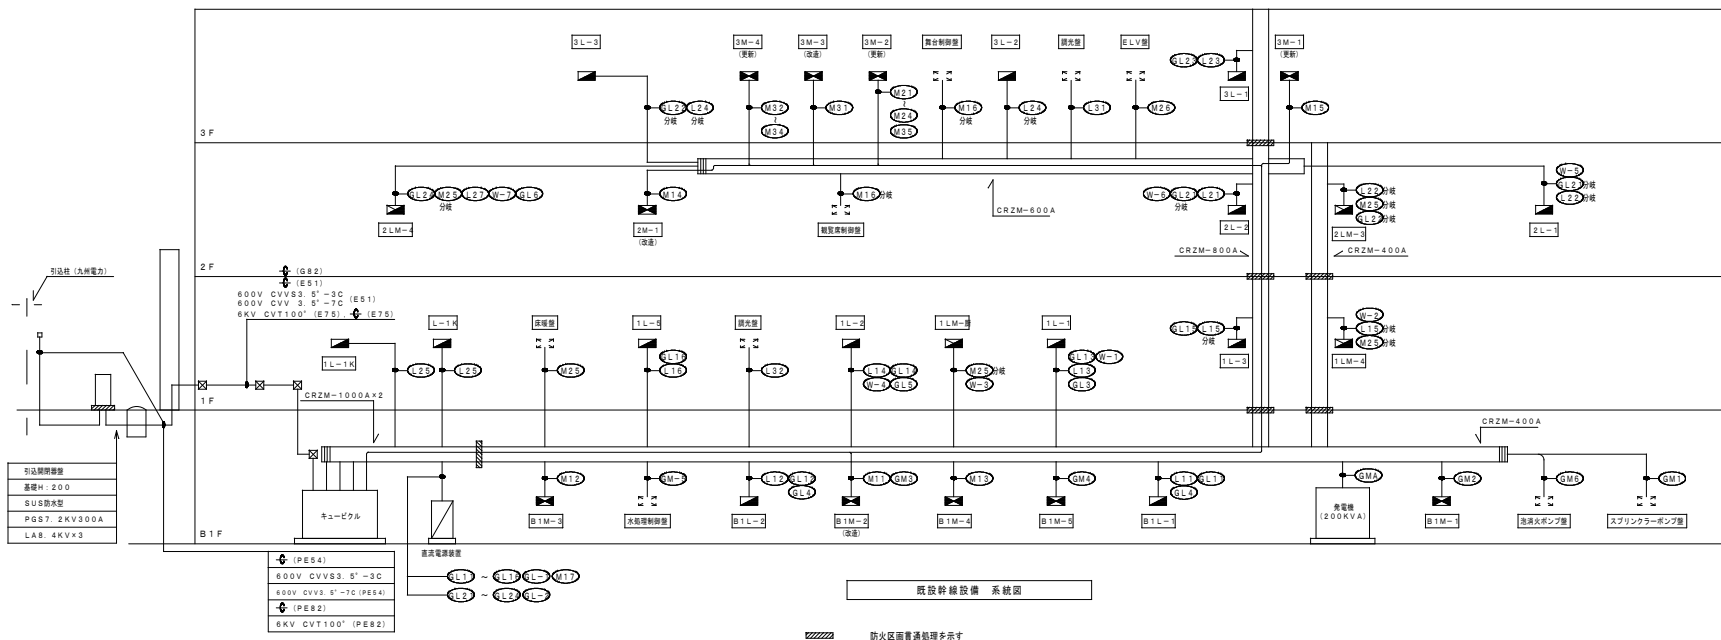 3L-3
3M-4
(更新)
3M-3
(改造)
3M-2
(更新)
舞台制御盤
3L-2
調光盤
ELV盤
3M-1
(更新)
GL23 L23
3L-1
GL22 L24
分岐 分岐
M32
~
M34
M31
M21
~
M24
M35
M16
分岐
L24
分岐
L31
M26
M15
3F
GL24 M25 L27 W-7 GL6
分岐
2LM-4
M14
2M-1
(改造)
M16 分岐
観覧席制御盤
CRZM-600A
W-6 GL21 L21
分岐
2L-2
L22 分岐
M25 分岐
GL22 分岐
2LM-3
W-5
GL21 分岐
L22 分岐
2L-1
CRZM-800A
CRZM-400A
2F
引込柱(九州電力)
(G82)
(E51)
600V CVVS3.5°-3C
600V CVV 3.5°-7C (E51)
6KV CVT100° (E75), (E75)
1L-1K
L25
L-1K
L25
床暖盤
M25
1L-5
GL16
L16
調光盤
L32
1L-2
L14 GL14
W-4 GL5
M25 分岐
W-3
1L-1
GL13 W-1
L13
GL3
GL15 L15
分岐
1L-3
W-2
L15 分岐
M25 分岐
1LM-4
1F
CRZM-1000A×2
CRZM-400A
引込開閉器盤
基礎H:200
SUS防水型
PGS7.2KV300A
LA8.4KV×3
キュービクル
直流電源装置
M12
B1M-3
GM-5
水処理制御盤
L12 GL12
GL4
B1L-2
M11 GM3
B1M-2
(改造)
M13
B1M-4
GM4
B1M-5
L11 GL11
GL4
B1L-1
GMA
発電機
(200KVA)
GM2
B1M-1
GM6
泡消火ポンプ盤
GM1
スプリンクラーポンプ盤
B1F
(PE54)
600V CVVS3.5°-3C
600V CVV3.5°-7C (PE54)
(PE82)
6KV CVT100° (PE82)
GL11 ~ GL16 GL-1 M17
GL21 ~ GL24 GL-2
既設幹線設備 系統図
防火区画貫通処理を示す